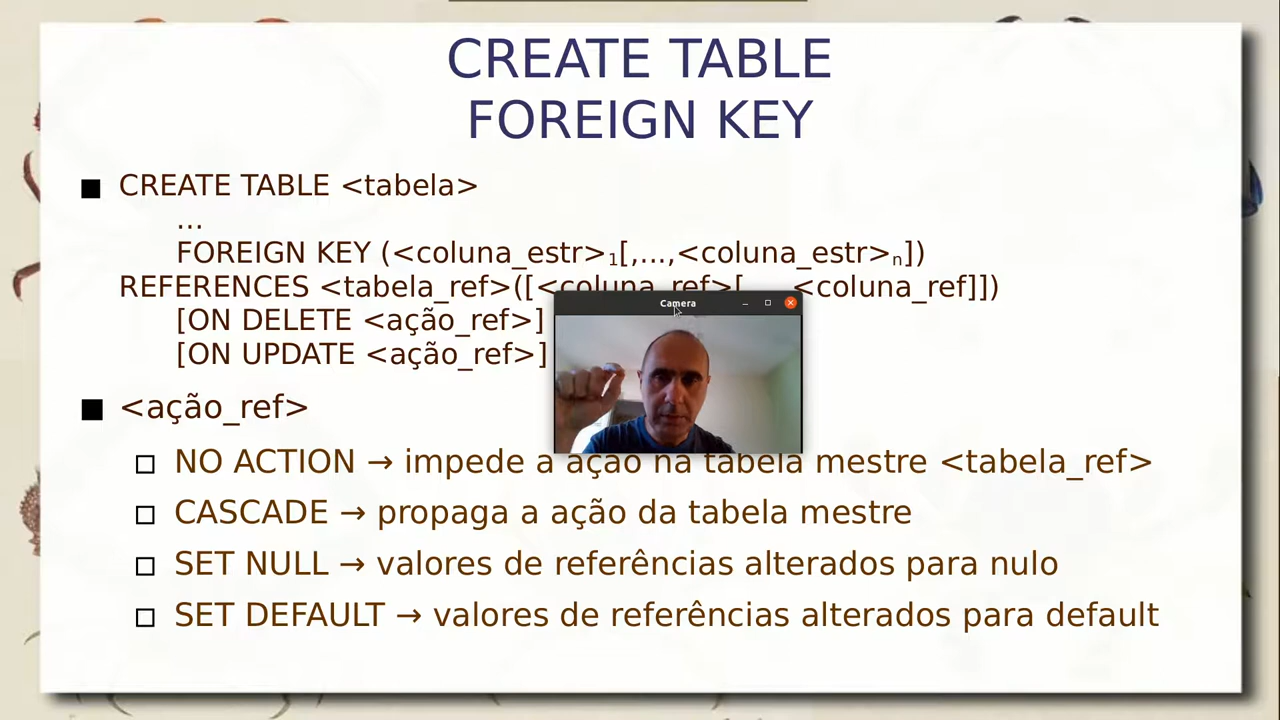 CREATE TABLE
FOREIGN KEY
■ CREATE TABLE <tabela>
...
FOREIGN KEY (<coluna_estr>₁[,...,<coluna_estr>ₙ])
REFERENCES <tabela_ref>([<coluna_ref>[ <coluna_ref]])
Camera
[ON DELETE <ação_ref>]
[ON UPDATE <ação_ref>]
■ <ação_ref>
□ NO ACTION → impede a ação na tabela mestre <tabela_ref>
□ CASCADE → propaga a ação da tabela mestre
□ SET NULL → valores de referências alterados para nulo
□ SET DEFAULT → valores de referências alterados para default